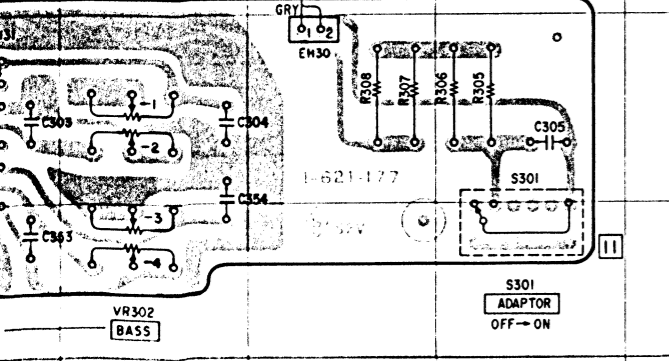 GRY
1 2
EH30
R308
R307
R306
R305
-1
C303
C304
-2
C305
1-621-177
S301
C354
-3
C353
-4
11
S301
ADAPTOR
OFF→ON
VR302
BASS